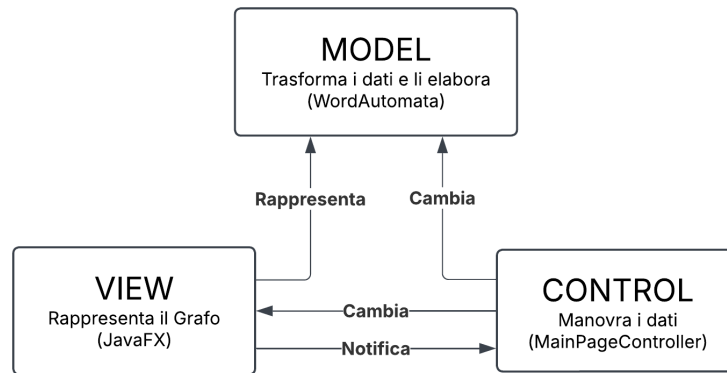 MODEL
Trasforma i dati e li elabora
(WordAutomata)
Rappresenta
Cambia
VIEW
Rappresenta il Grafo
(JavaFX)
Cambia
Notifica
CONTROL
Manovra i dati
(MainPageController)